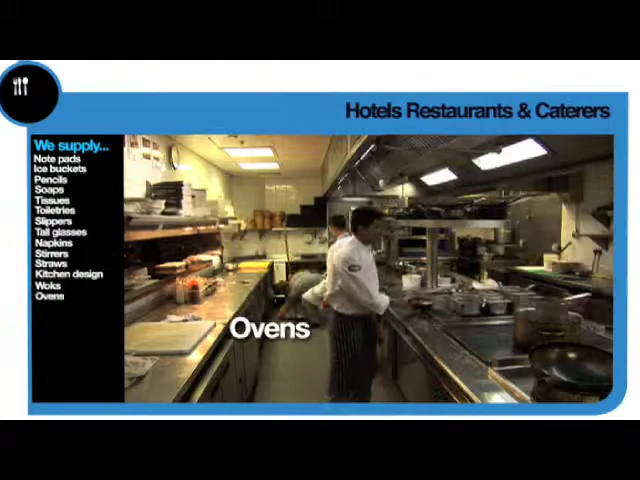 Hotels Restaurants & Caterers
We supply...
Note pads
Ice buckets
Pencils
Soaps
Tissues
Toiletries
Slippers
Tall glasses
Napkins
Stirrers
Straws
Kitchen design
Woks
Ovens
Ovens